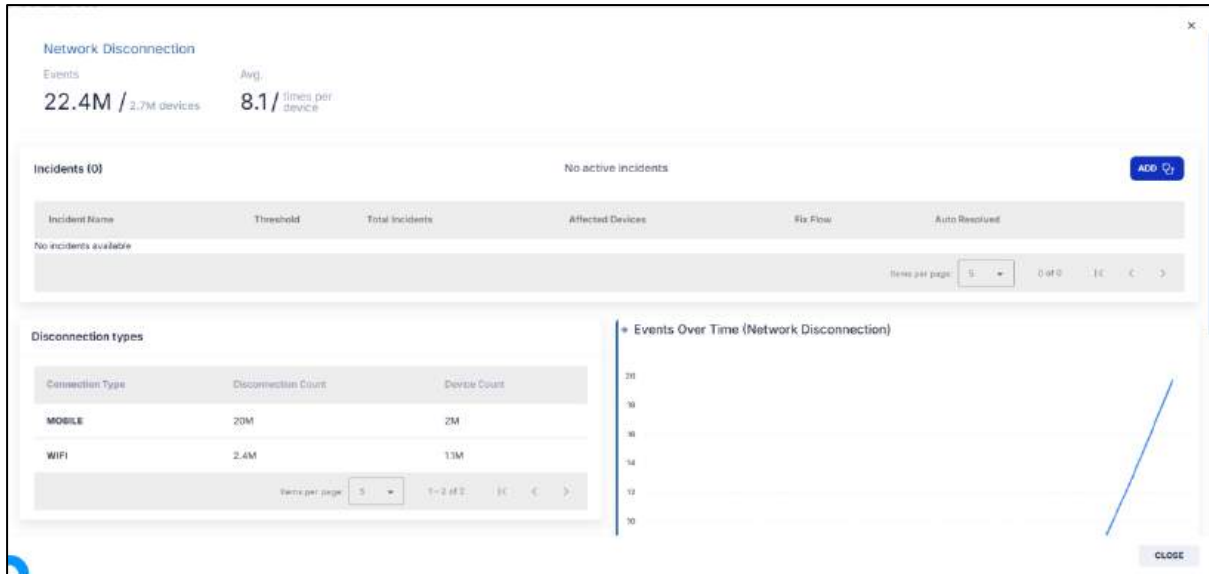 ×
Network Disconnection
Events
Avg.
22.4M / 2.7M devices
8.1 / times per device
Incidents (0)
No active incidents
ADD
Incident Name Threshold Total Incidents Affected Devices Fix Flow Auto Resolved
No incidents available
Items per page: 5 0 of 0
Disconnection types
Connection Type Disconnection Count Device Count
MOBILE 20M 2M
WIFI 2.4M 1.1M
Items per page: 5 1–2 of 2
Events Over Time (Network Disconnection)
20
18
16
14
12
10
CLOSE